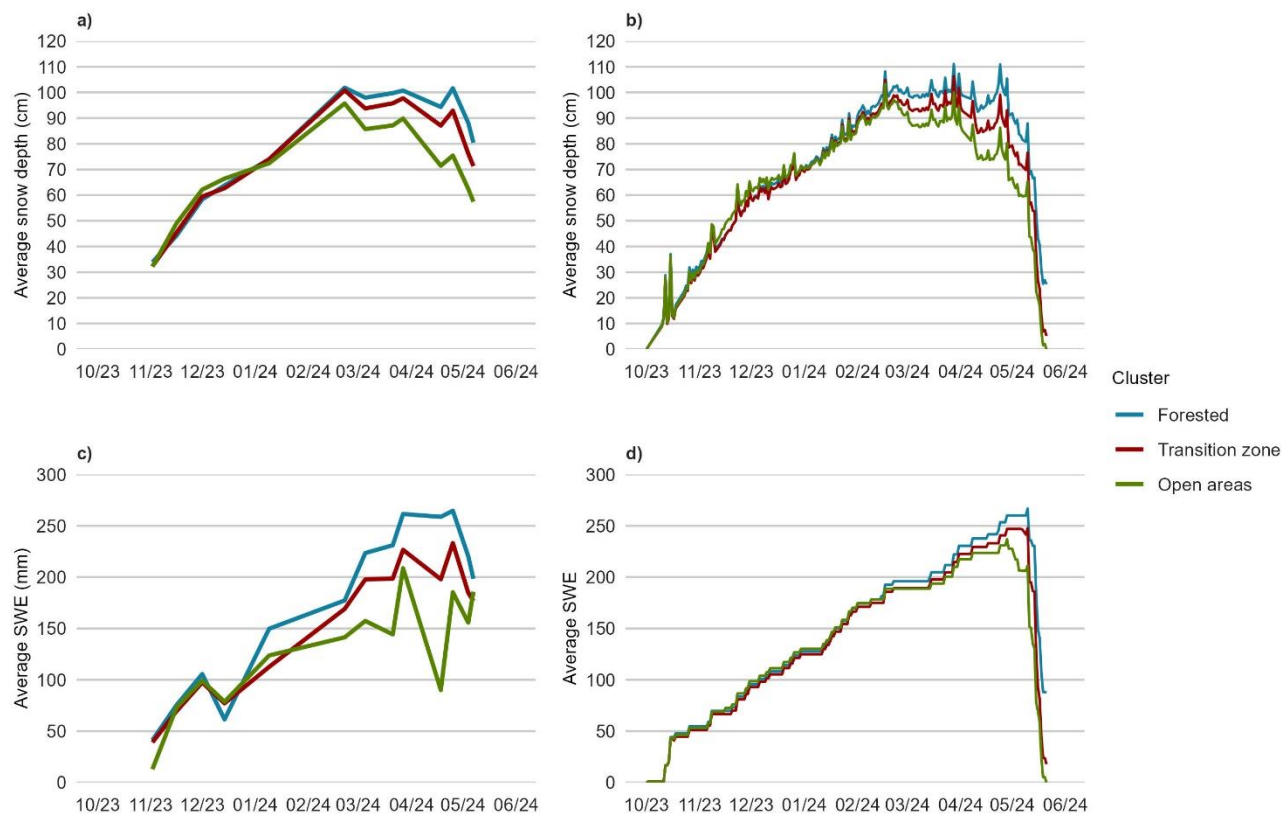 a)
Average snow depth (cm)
120
110
100
90
80
70
60
50
40
30
20
10
0
10/23 11/23 12/23 01/24 02/24 03/24 04/24 05/24 06/24
b)
Average snow depth (cm)
120
110
100
90
80
70
60
50
40
30
20
10
0
10/23 11/23 12/23 01/24 02/24 03/24 04/24 05/24 06/24
Cluster
Forested
Transition zone
Open areas
c)
Average SWE (mm)
300
250
200
150
100
50
0
10/23 11/23 12/23 01/24 02/24 03/24 04/24 05/24 06/24
d)
Average SWE
300
250
200
150
100
50
0
10/23 11/23 12/23 01/24 02/24 03/24 04/24 05/24 06/24